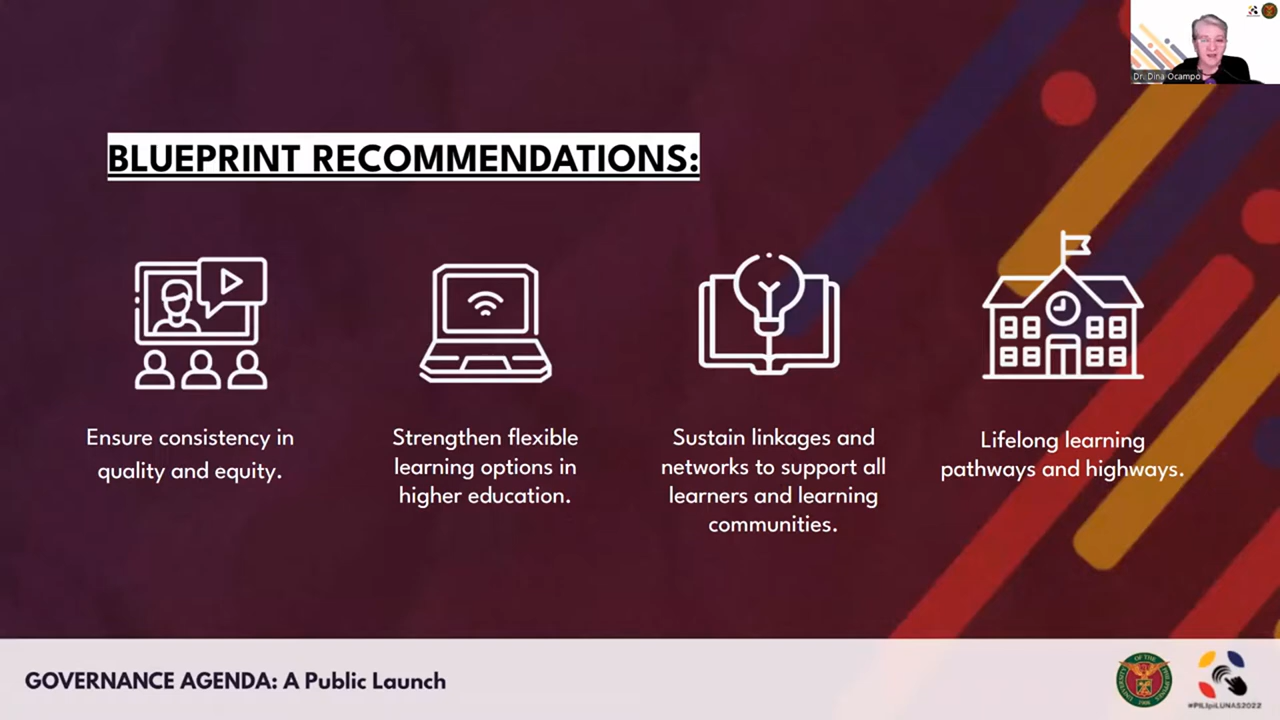 Dr. Dina Ocampo
BLUEPRINT RECOMMENDATIONS:
Ensure consistency in
quality and equity.
Strengthen flexible
learning options in
higher education.
Sustain linkages and
networks to support all
learners and learning
communities.
Lifelong learning
pathways and highways.
GOVERNANCE AGENDA: A Public Launch
#PILIpiLUNAS2022